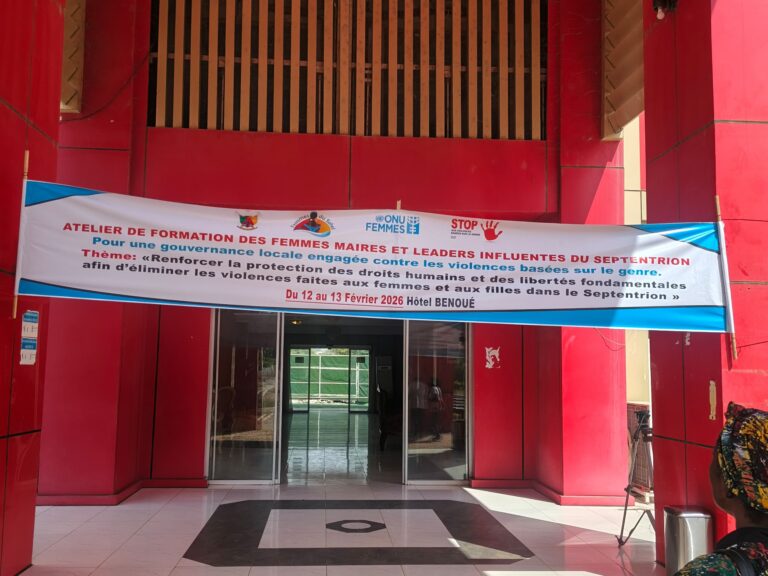 ONU
FEMMES
STOP
ATELIER DE FORMATION DES FEMMES MAIRES ET LEADERS INFLUENTES DU SEPTENTRION
Pour une gouvernance locale engagée contre les violences basées sur le genre.
Thème: «Renforcer la protection des droits humains et des libertés fondamentales
afin d’éliminer les violences faites aux femmes et aux filles dans le Septentrion »
Du 12 au 13 Février 2026 Hôtel BENOUÉ